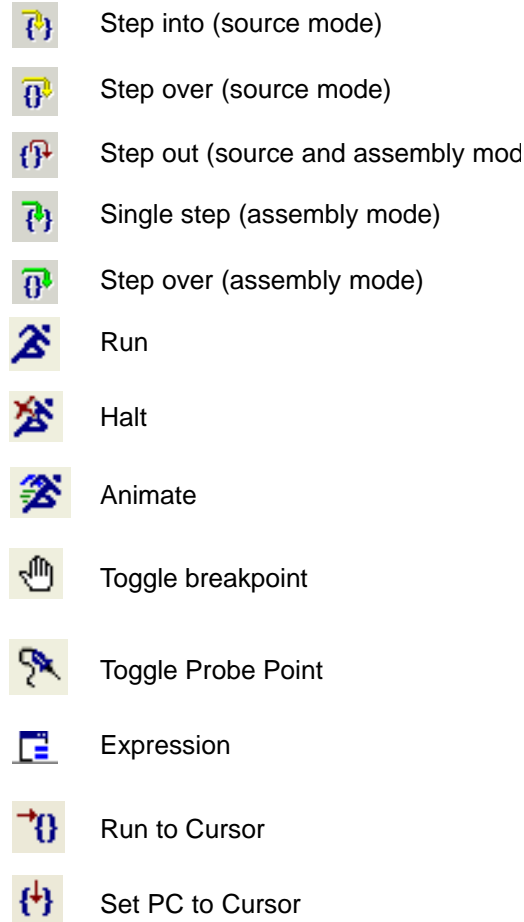 Step into (source mode)
Step over (source mode)
Step out (source and assembly mod
Single step (assembly mode)
Step over (assembly mode)
Run
Halt
Animate
Toggle breakpoint
Toggle Probe Point
Expression
Run to Cursor
Set PC to Cursor